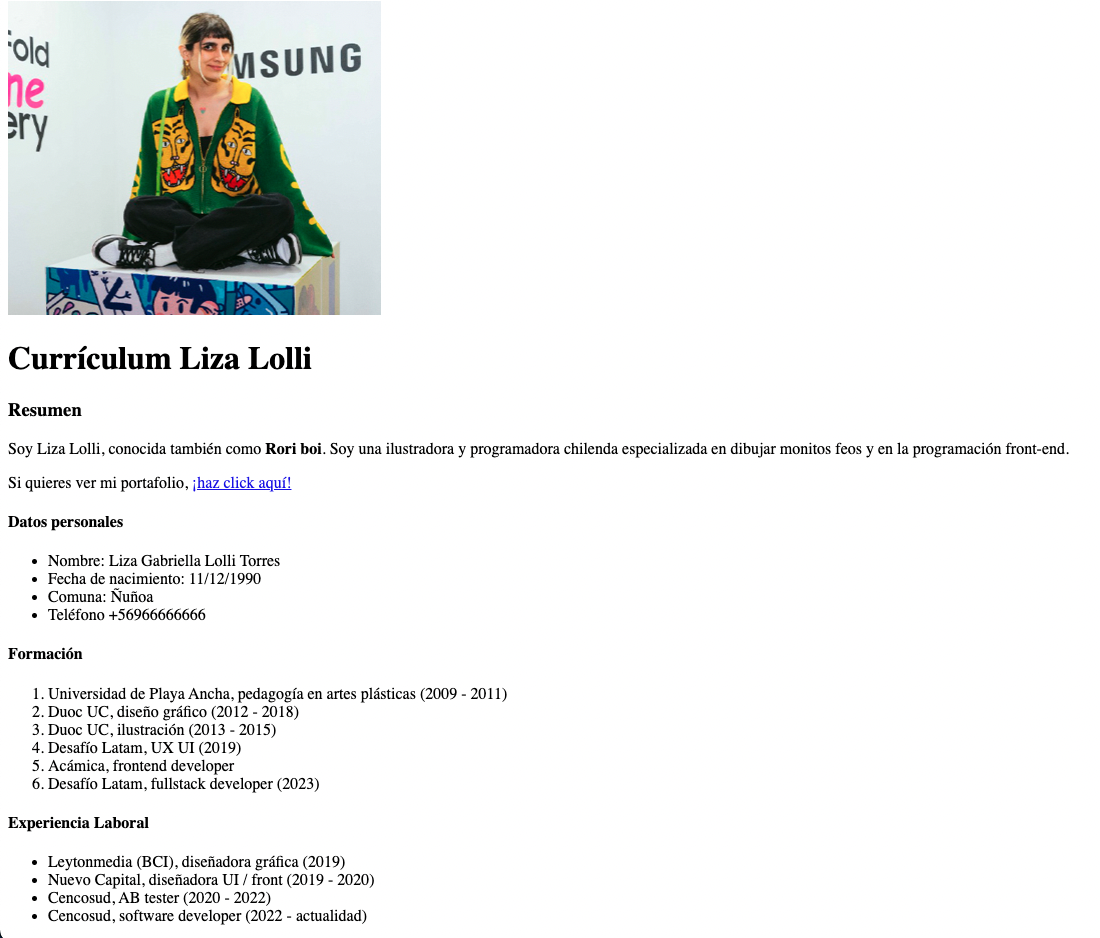 Fold
SAMSUNG
me
ery
Currículum Liza Lolli
Resumen
Soy Liza Lolli, conocida también como Rori boi. Soy una ilustradora y programadora chilenda especializada en dibujar monitos feos y en la programación front-end.
Si quieres ver mi portafolio, ¡haz click aquí!
Datos personales
• Nombre: Liza Gabriella Lolli Torres
• Fecha de nacimiento: 11/12/1990
• Comuna: Ñuñoa
• Teléfono +56966666666
Formación
1. Universidad de Playa Ancha, pedagogía en artes plásticas (2009 - 2011)
2. Duoc UC, diseño gráfico (2012 - 2018)
3. Duoc UC, ilustración (2013 - 2015)
4. Desafío Latam, UX UI (2019)
5. Acámica, frontend developer
6. Desafío Latam, fullstack developer (2023)
Experiencia Laboral
• Leytonmedia (BCI), diseñadora gráfica (2019)
• Nuevo Capital, diseñadora UI / front (2019 - 2020)
• Cencosud, AB tester (2020 - 2022)
• Cencosud, software developer (2022 - actualidad)